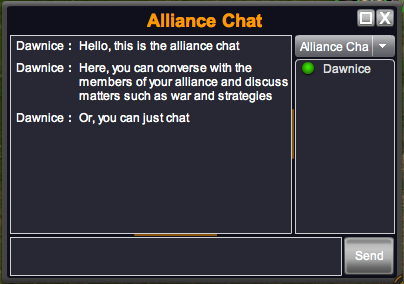 Alliance Chat
Dawnice : Hello, this is the alliance chat
Dawnice : Here, you can converse with the
members of your alliance and discuss
matters such as war and strategies
Dawnice : Or, you can just chat
Alliance Cha
Dawnice
Send